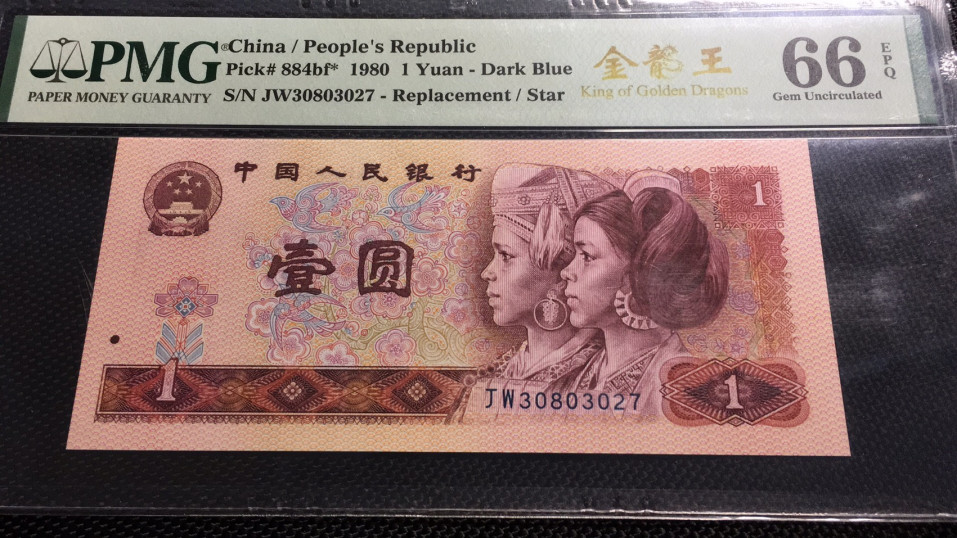 PMG® China / People's Republic
Pick# 884bf* 1980 1 Yuan - Dark Blue
PAPER MONEY GUARANTY S/N JW30803027 - Replacement / Star
金龍王
King of Golden Dragons
66 EPQ
Gem Uncirculated
中国人民银行
1
壹圆
1
JW30803027
1